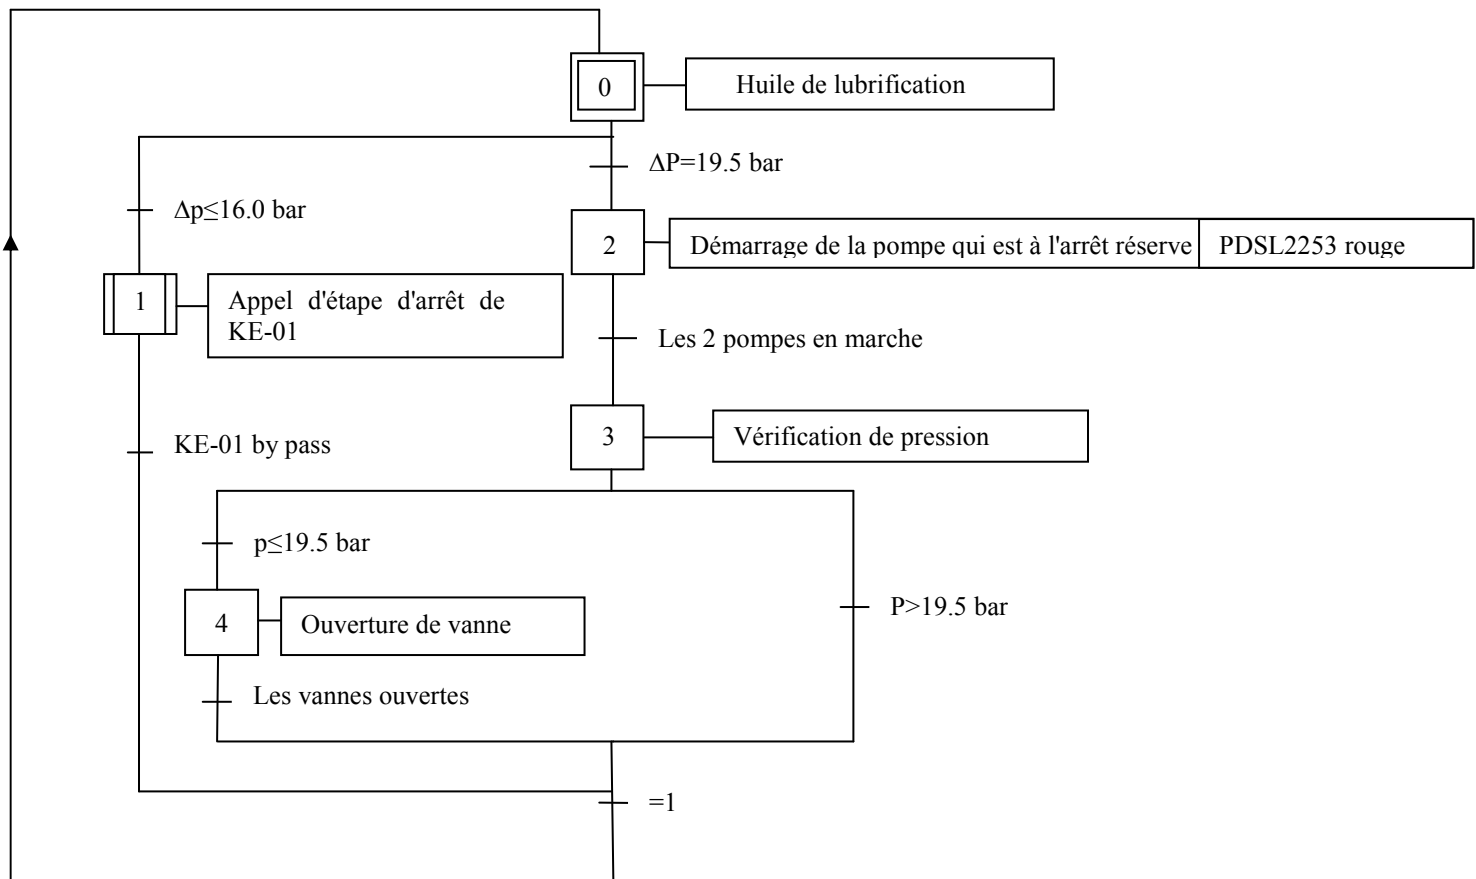 0
Huile de lubrification
ΔP=19.5 bar
Δp≤16.0 bar
2
Démarrage de la pompe qui est à l'arrêt réserve
PDSL2253 rouge
1
Appel d'étape d'arrêt de
KE-01
Les 2 pompes en marche
3
Vérification de pression
KE-01 by pass
p≤19.5 bar
P>19.5 bar
4
Ouverture de vanne
Les vannes ouvertes
=1